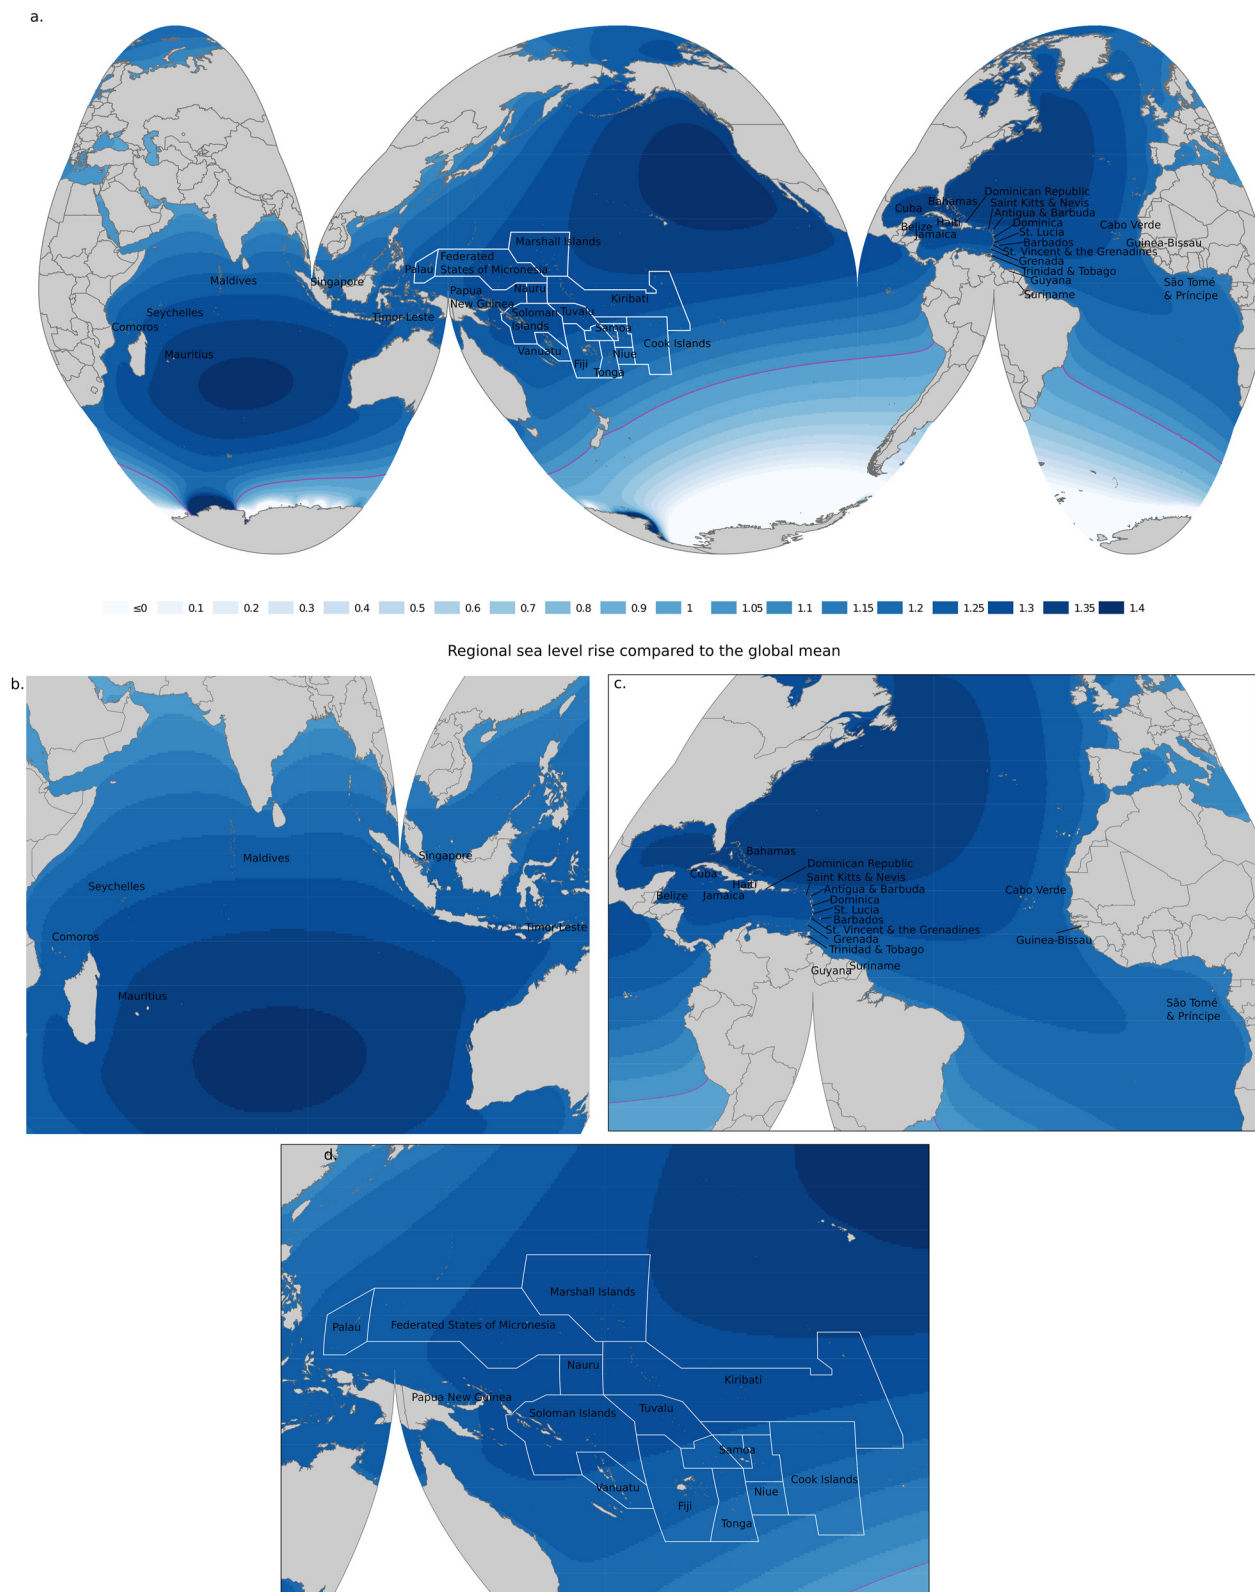 a.
Dominican Republic
Saint Kitts & Nevis
Antigua & Barbuda
Bahamas
Cuba
Haiti
Dominica
Belize
Jamaica
St. Lucia
Cabo Verde
Barbados
Guinea-Bissau
St. Vincent & the Grenadines
Grenada
Trinidad & Tobago
Guyana
Suriname
São Tomé
& Príncipe
Marshall Islands
Federated
States of Micronesia
Palau
Maldives
Singapore
Papua
New Guinea
Nauru
Kiribati
Seychelles
Comoros
Timor-Leste
Soloman
Islands
Tuvalu
Samoa
Mauritius
Vanuatu
Fiji
Niue
Cook Islands
Tonga
≤0 0.1 0.2 0.3 0.4 0.5 0.6 0.7 0.8 0.9 1 1.05 1.1 1.15 1.2 1.25 1.3 1.35 1.4
Regional sea level rise compared to the global mean
b.
Maldives
Singapore
Seychelles
Timor-Leste
Comoros
Mauritius
c.
Bahamas
Dominican Republic
Cuba
Saint Kitts & Nevis
Haiti
Antigua & Barbuda
Belize
Jamaica
Dominica
St. Lucia
Barbados
St. Vincent & the Grenadines
Grenada
Trinidad & Tobago
Cabo Verde
Guinea-Bissau
Guyana
Suriname
São Tomé
& Príncipe
d.
Marshall Islands
Palau
Federated States of Micronesia
Nauru
Kiribati
Papua New Guinea
Soloman Islands
Tuvalu
Samoa
Vanuatu
Fiji
Niue
Cook Islands
Tonga